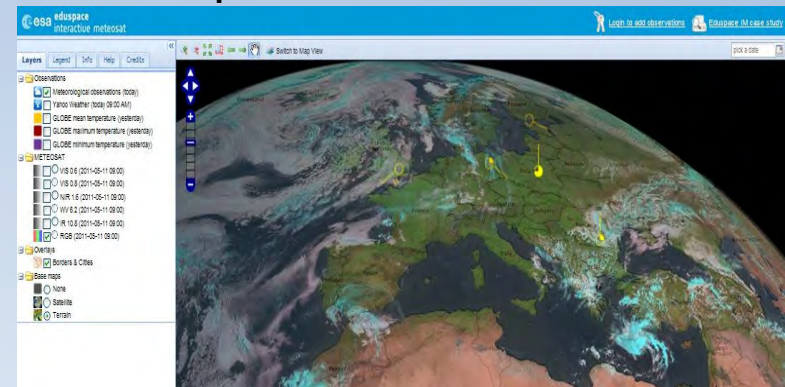 esa eduspace
interactive meteosat
Login to add observations
Eduspace IM case study
Layers Legend Info Help Credits
Switch to Map View
pick a date
Observations
Meteorological observations (today)
Yahoo Weather (today 09:00 AM)
GLOBE mean temperature (yesterday)
GLOBE maximum temperature (yesterday)
GLOBE minimum temperature (yesterday)
METEOSAT
VIS 0.6 (2011-05-11 09:00)
VIS 0.8 (2011-05-11 09:00)
NIR 1.6 (2011-05-11 09:00)
WV 6.2 (2011-05-11 09:00)
IR 10.8 (2011-05-11 09:00)
RGB (2011-05-11 09:00)
Overlays
Borders & Cities
Base maps
None
Satellite
Terrain